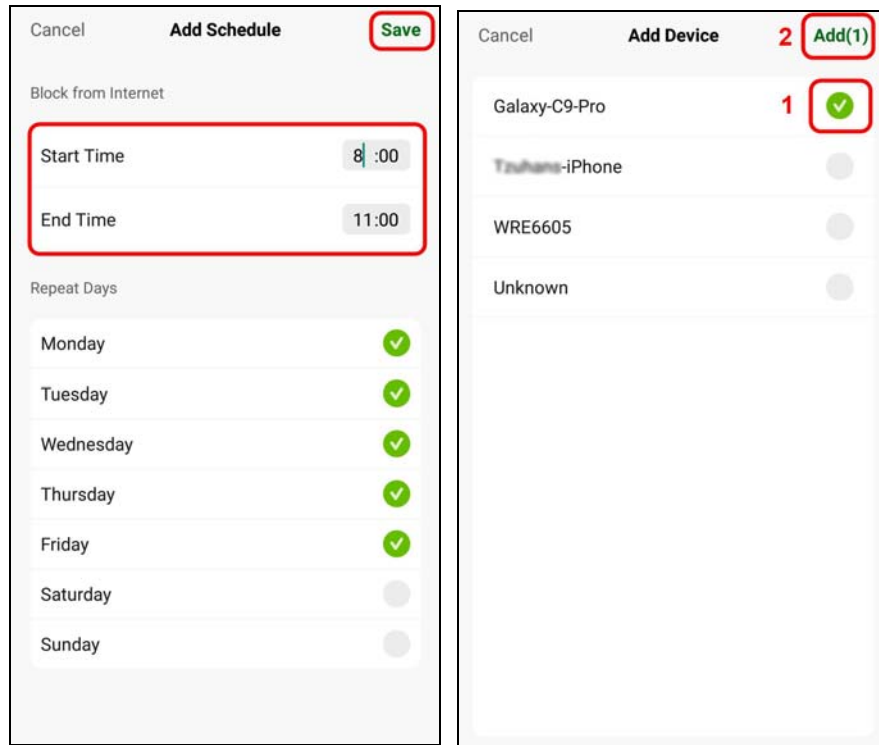 Cancel Add Schedule Save
Block from Internet
Start Time 8 :00
End Time 11:00
Repeat Days
Monday
Tuesday
Wednesday
Thursday
Friday
Saturday
Sunday
Cancel Add Device 2 Add(1)
Galaxy-C9-Pro 1
-iPhone
WRE6605
Unknown